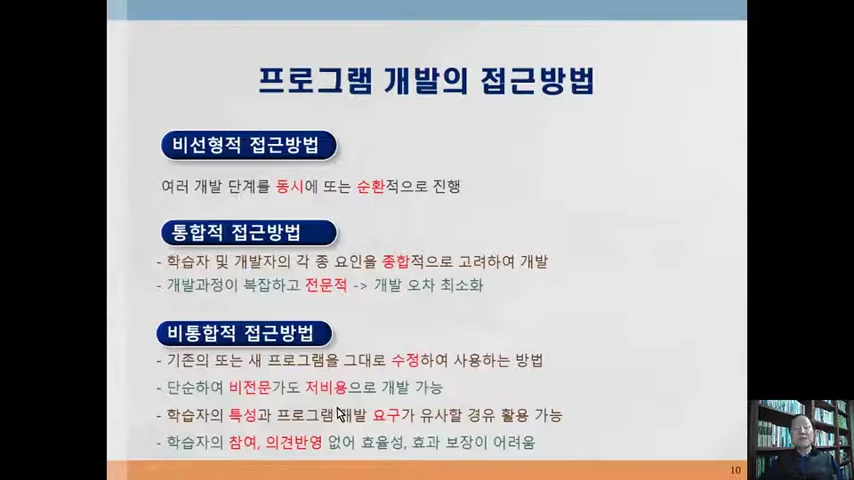 프로그램 개발의 접근방법
비선형적 접근방법
여러 개발 단계를 동시에 또는 순환적으로 진행
통합적 접근방법
- 학습자 및 개발자의 각 종 요인을 종합적으로 고려하여 개발
- 개발과정이 복잡하고 전문적 -> 개발 오차 최소화
비통합적 접근방법
- 기존의 또는 새 프로그램을 그대로 수정하여 사용하는 방법
- 단순하여 비전문가도 저비용으로 개발 가능
- 학습자의 특성과 프로그램 개발 요구가 유사할 경유 활용 가능
- 학습자의 참여, 의견반영 없어 효율성, 효과 보장이 어려움
10